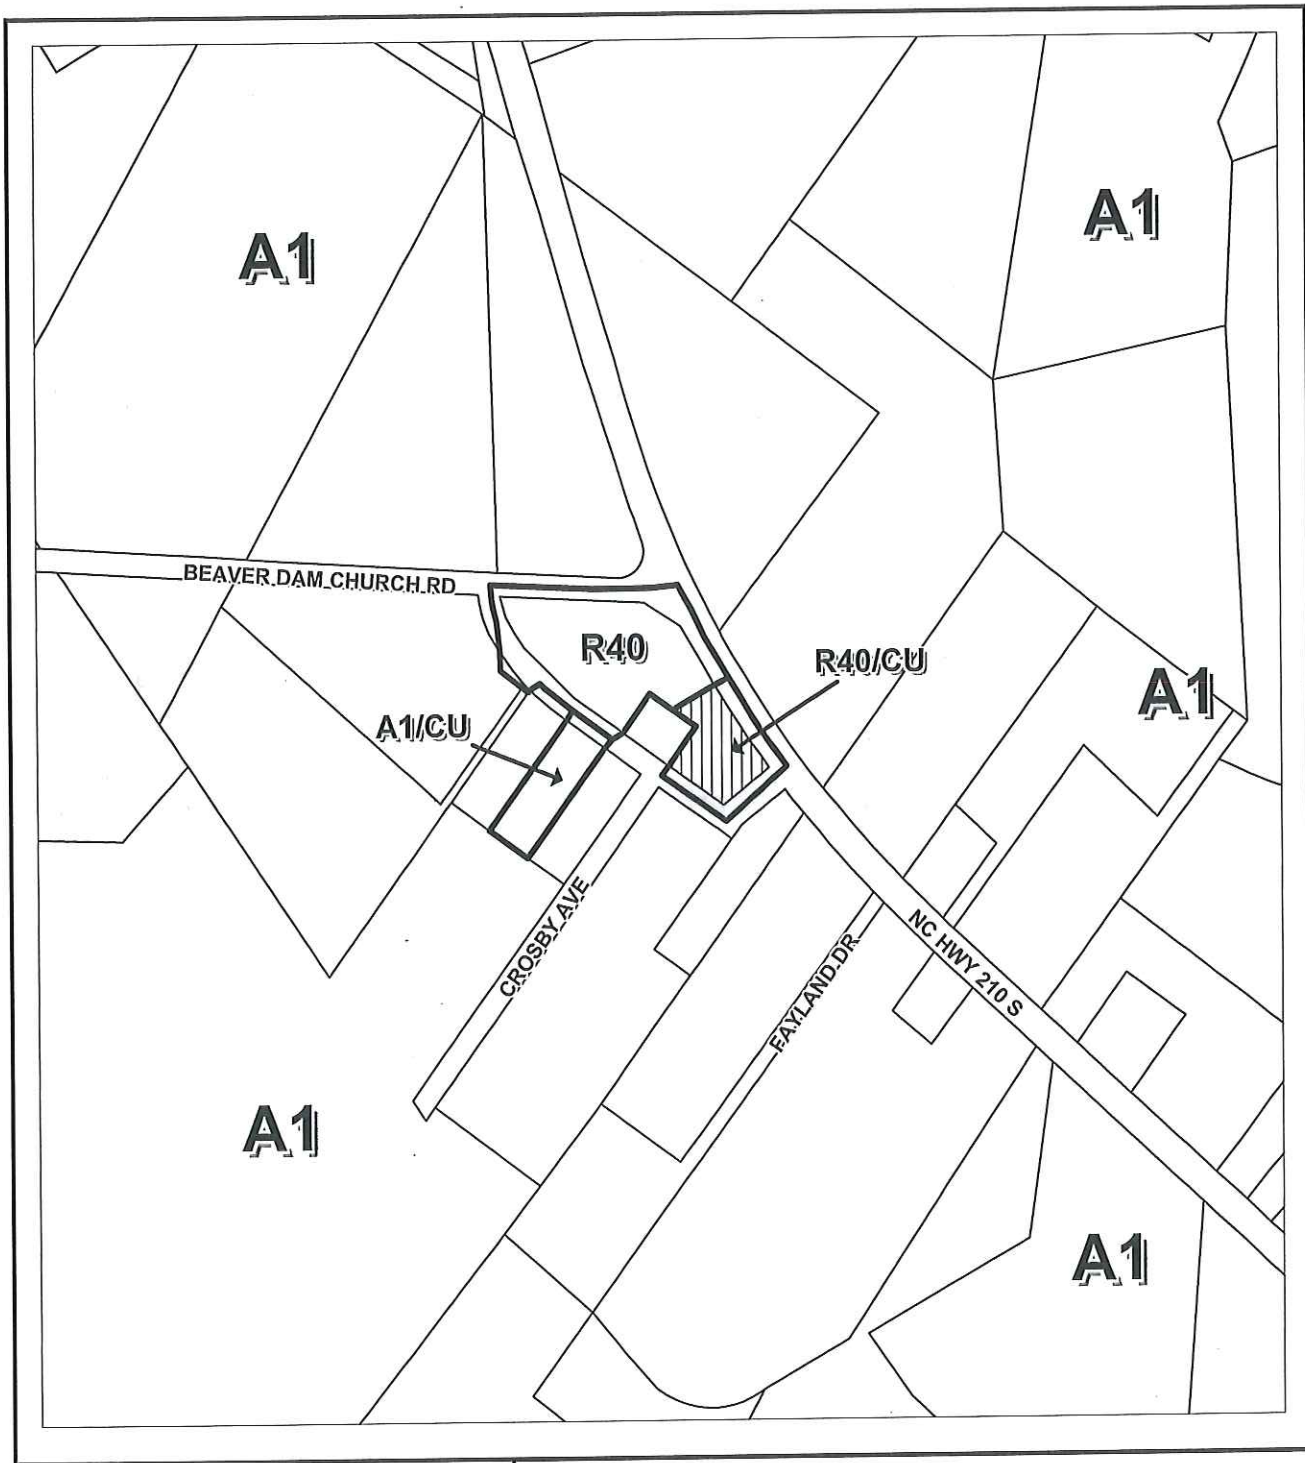 A1
A1
BEAVER DAM CHURCH RD
R40
R40/CU
A1
A1/CU
CROSBY AVE
FAYLAND DR
NC HWY 210 S
A1
A1